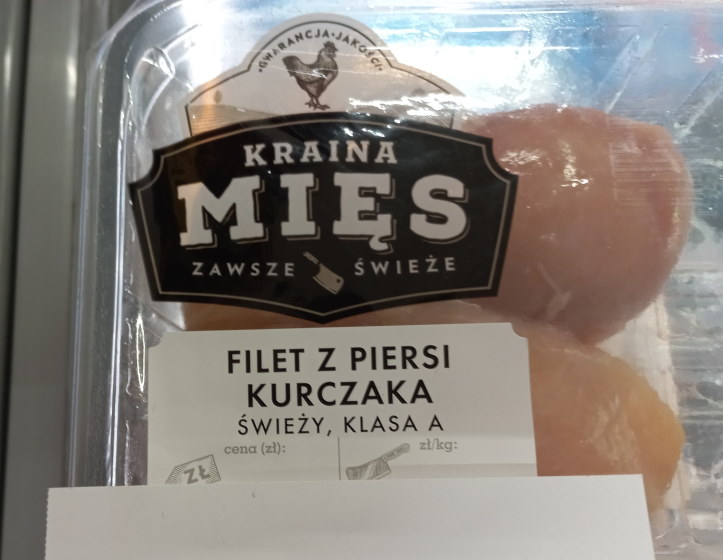 GWARANCJA JAKOŚCI
KRAINA
MIĘS
ZAWSZE ŚWIEŻE
FILET Z PIERSI
KURCZAKA
ŚWIEŻY, KLASA A
cena (zł): zł/kg:
ZŁ